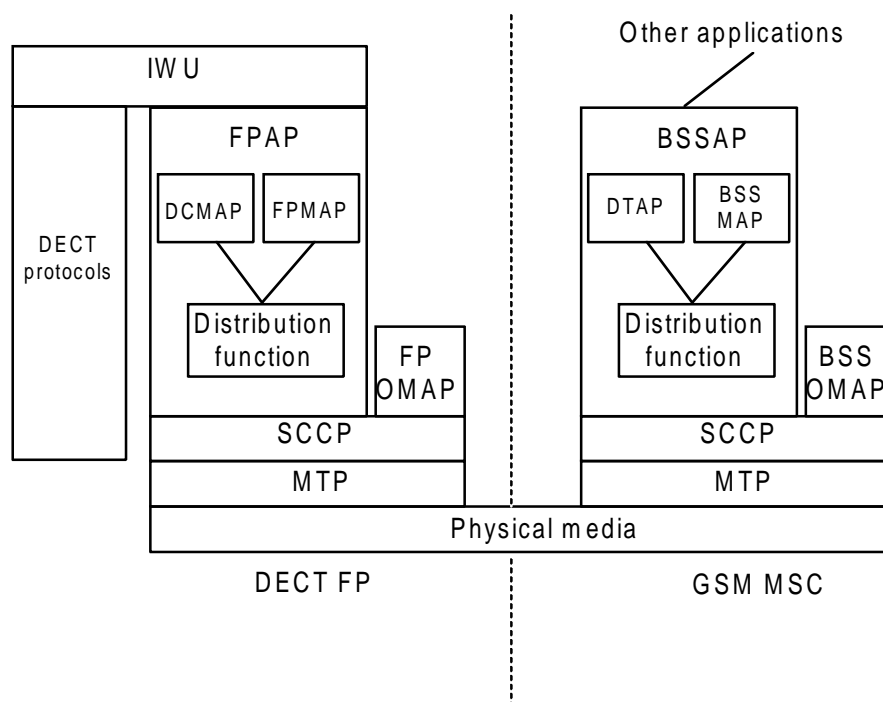 Other applications
IWU
FPAP
BSSAP
DCMAP
FPMAP
DTAP
BSS
MAP
DECT
protocols
Distribution
function
Distribution
function
FP
OMAP
BSS
OMAP
SCCP
SCCP
MTP
MTP
Physical media
DECT FP
GSM MSC